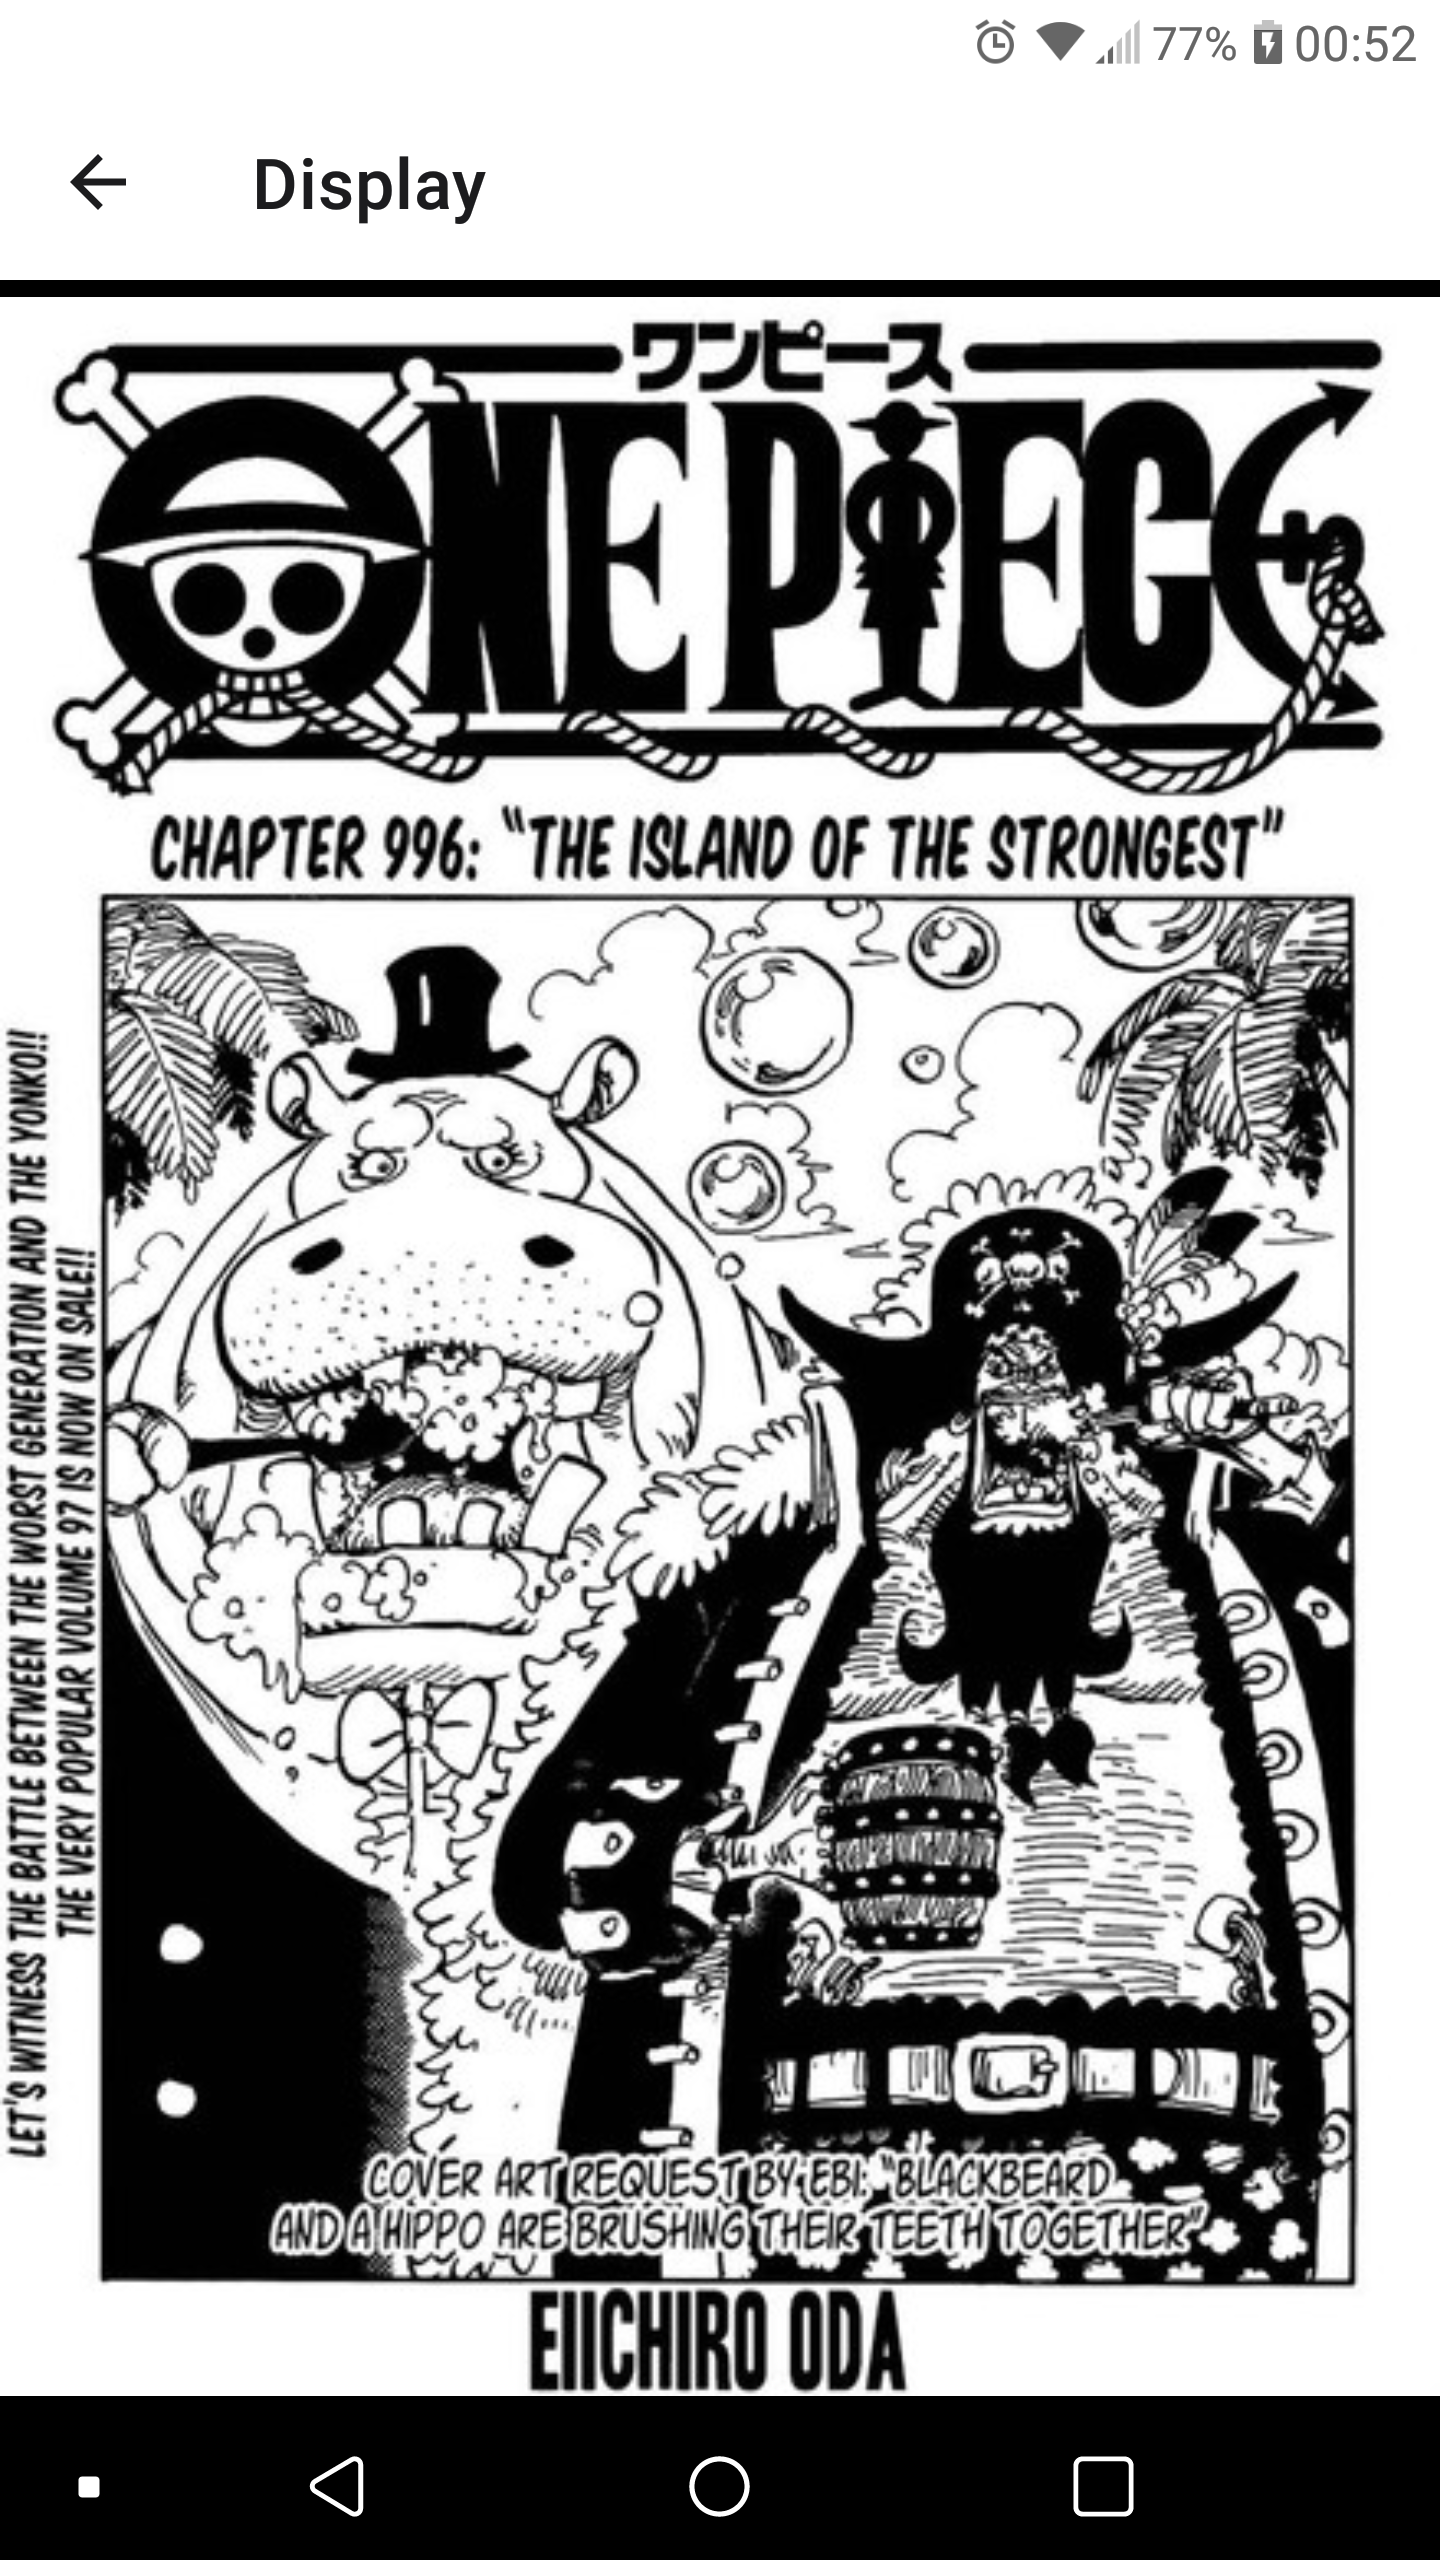 77% 00:52
Display
ワンピース
ONE PIECE
CHAPTER 996: "THE ISLAND OF THE STRONGEST"
LET'S WITNESS THE BATTLE BETWEEN THE WORST GENERATION AND THE YONKO!!
THE VERY POPULAR VOLUME 97 IS NOW ON SALE!!
COVER ART REQUEST BY EBI: "BLACKBEARD
AND A HIPPO ARE BRUSHING THEIR TEETH TOGETHER"
EIICHIRO ODA